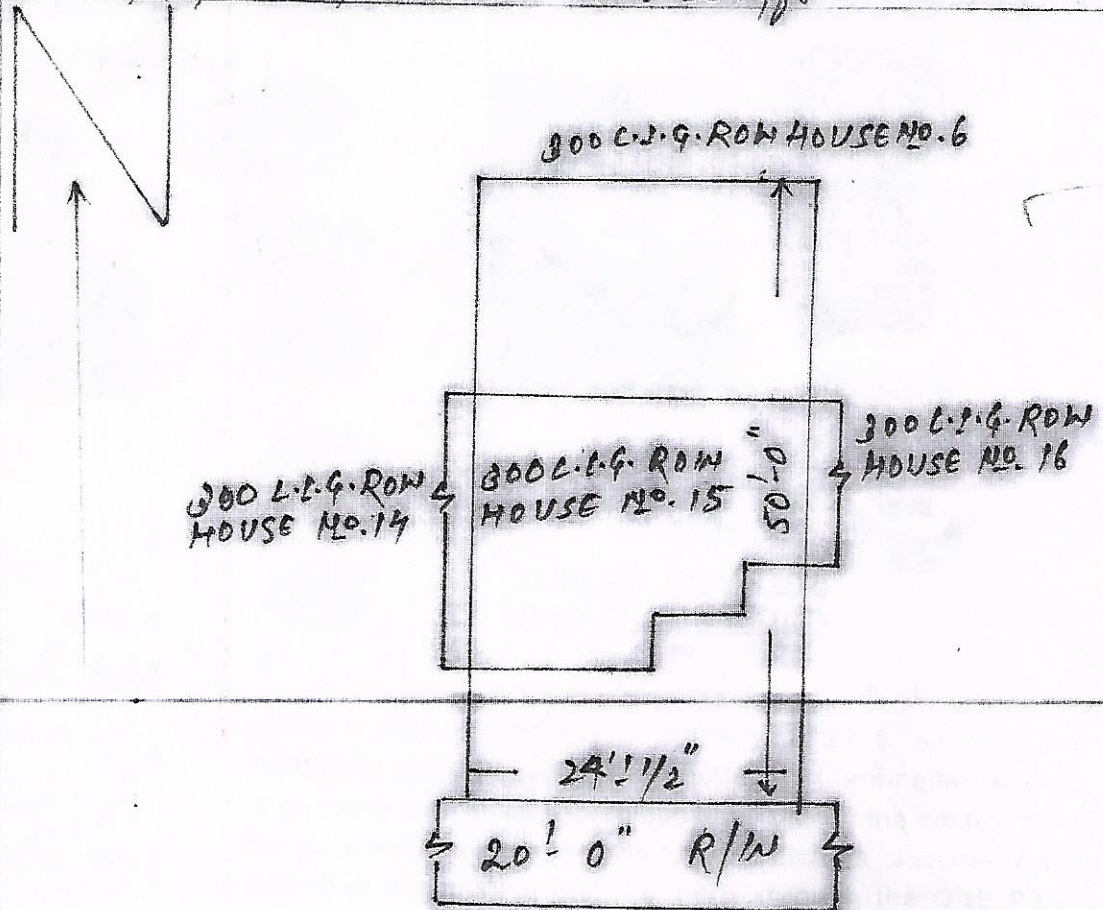 N
300 L.I.G. ROW HOUSE No. 6
300 L.I.G. ROW
HOUSE No. 14
300 L.I.G. ROW
HOUSE No. 15
50'-0"
300 L.I.G. ROW
HOUSE No. 16
24'-1/2"
20'-0" R/W